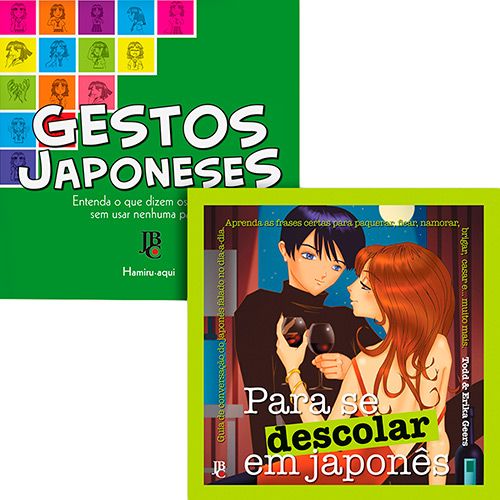 GESTOS
JAPONESES
Entenda o que dizem os
sem usar nenhuma
JBC
Hamiru-aqui
Aprenda as frases certas para paquerar, ficar, namorar,
brigar, casar e... muito mais.
Guia de conversação do japonês falado no dia-a-dia.
Todd & Erika Geers
Para se
descolar
em japonês
JBC